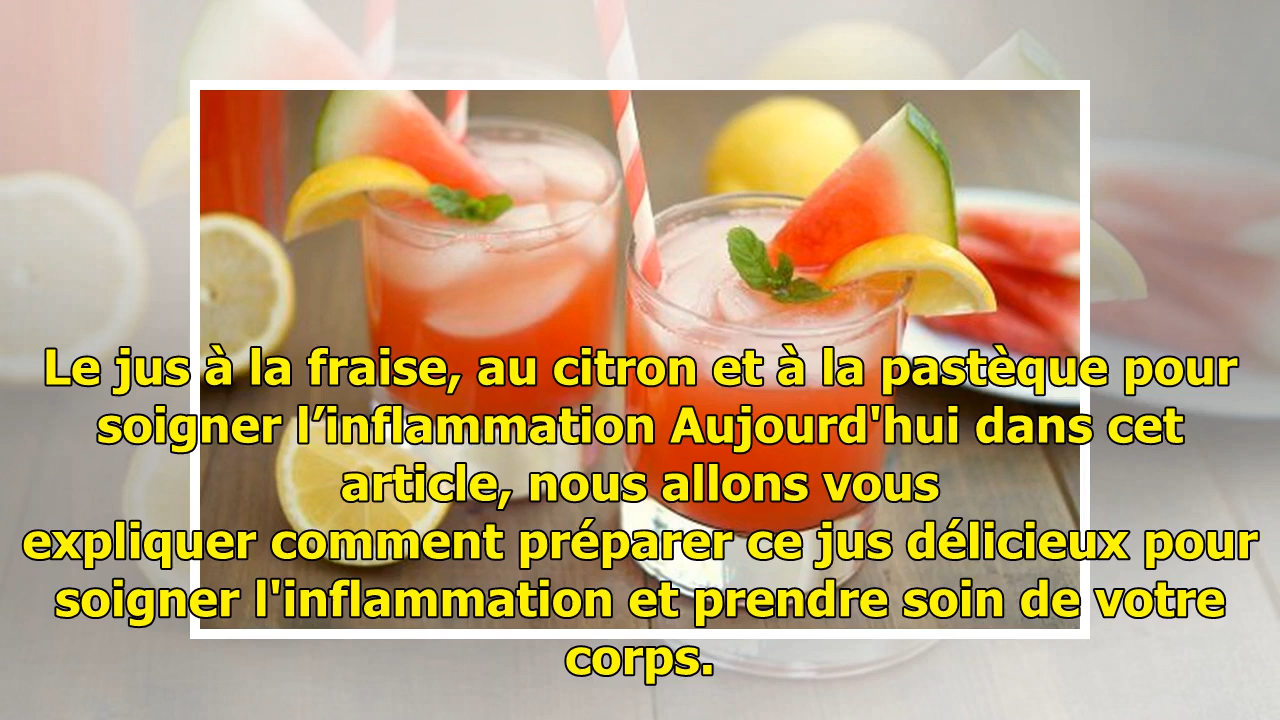 Le jus à la fraise, au citron et à la pastèque pour
soigner l’inflammation Aujourd'hui dans cet
article, nous allons vous
expliquer comment préparer ce jus délicieux pour
soigner l'inflammation et prendre soin de votre
corps.